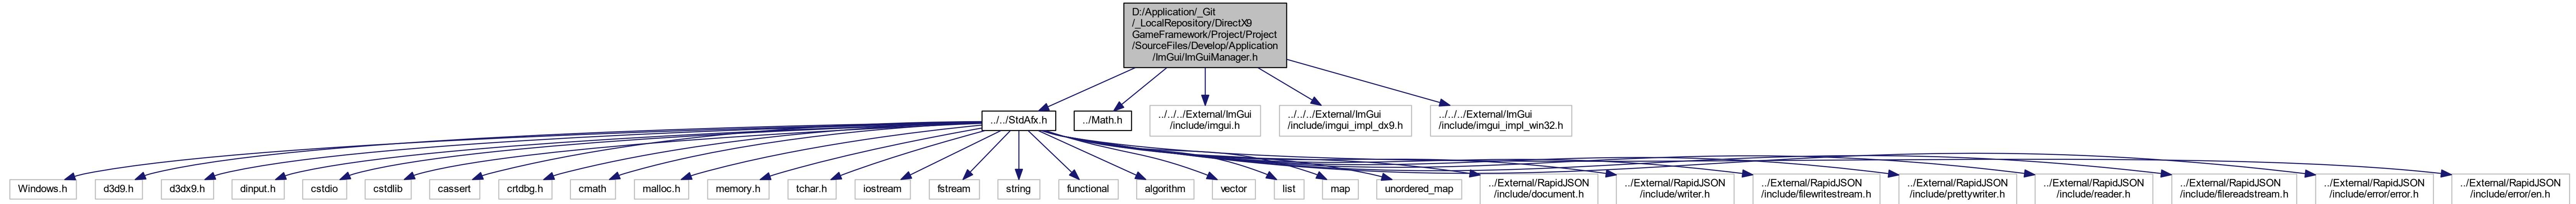 D:/Application/_Git
/_LocalRepository/DirectX9
GameFramework/Project/Project
/SourceFiles/Develop/Application
/ImGui/ImGuiManager.h
../../StdAfx.h
../Math.h
../../../External/ImGui
/include/imgui.h
../../../External/ImGui
/include/imgui_impl_dx9.h
../../../External/ImGui
/include/imgui_impl_win32.h
Windows.h
d3d9.h
d3dx9.h
dinput.h
cstdio
cstdlib
cassert
crtdbg.h
cmath
malloc.h
memory.h
tchar.h
iostream
fstream
string
functional
algorithm
vector
list
map
unordered_map
../External/RapidJSON
/include/document.h
../External/RapidJSON
/include/writer.h
../External/RapidJSON
/include/filewritestream.h
../External/RapidJSON
/include/prettywriter.h
../External/RapidJSON
/include/reader.h
../External/RapidJSON
/include/filereadstream.h
../External/RapidJSON
/include/error/error.h
../External/RapidJSON
/include/error/en.h